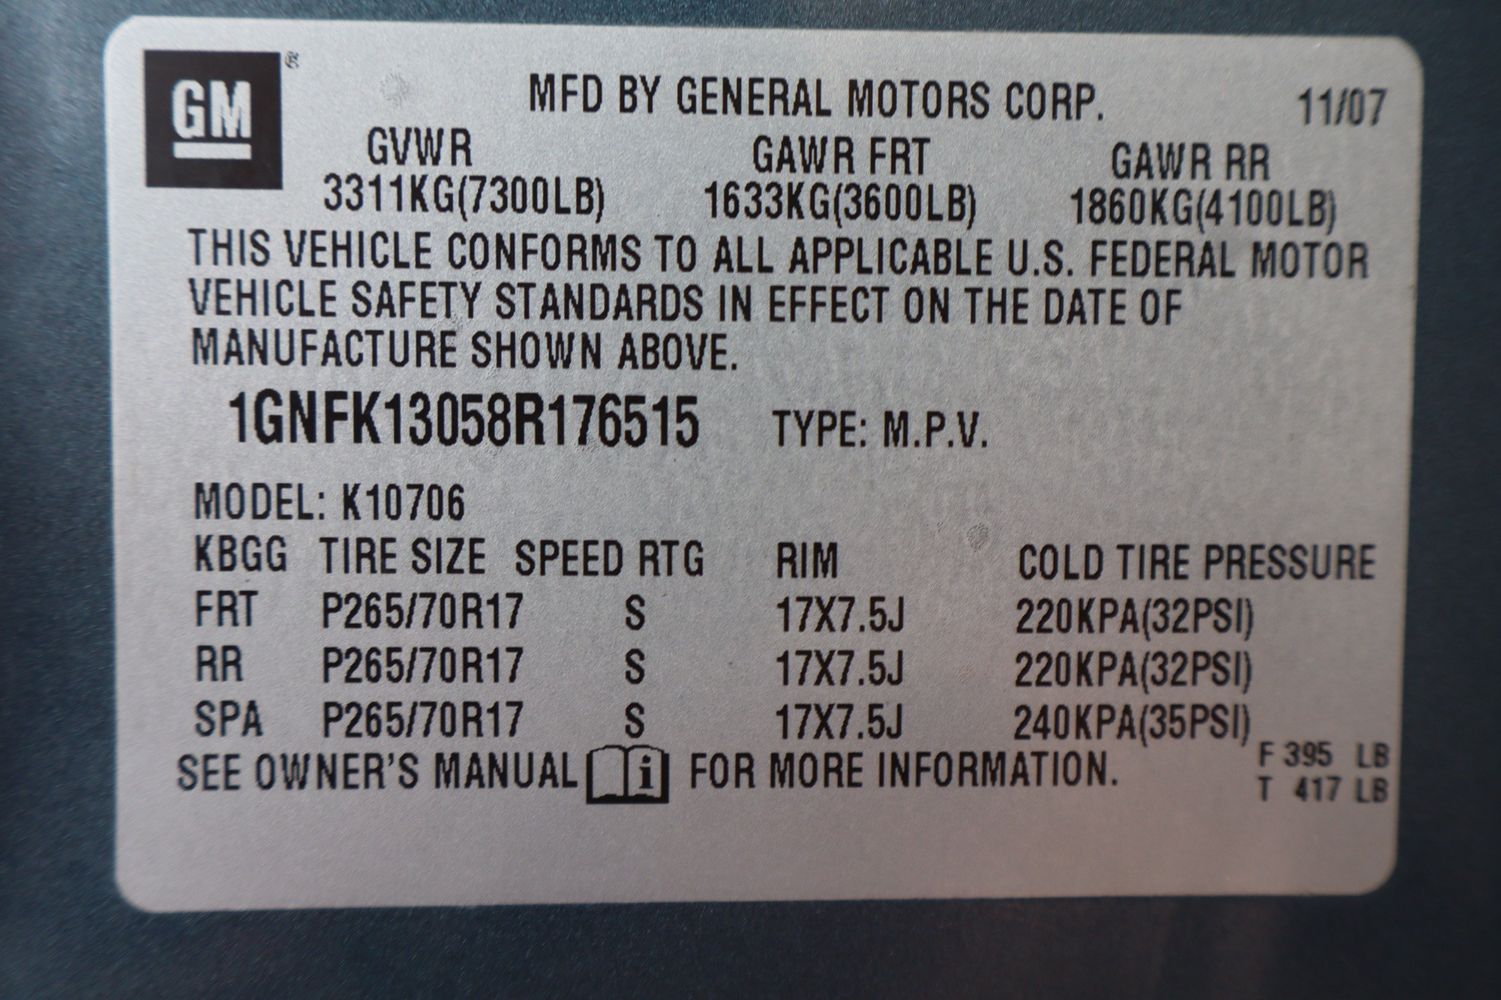 GM ®
MFD BY GENERAL MOTORS CORP. 11/07
GVWR GAWR FRT GAWR RR
3311KG(7300LB) 1633KG(3600LB) 1860KG(4100LB)
THIS VEHICLE CONFORMS TO ALL APPLICABLE U.S. FEDERAL MOTOR
VEHICLE SAFETY STANDARDS IN EFFECT ON THE DATE OF
MANUFACTURE SHOWN ABOVE.
1GNFK13058R176515 TYPE: M.P.V.
MODEL: K10706
KBGG TIRE SIZE SPEED RTG RIM COLD TIRE PRESSURE
FRT P265/70R17 S 17X7.5J 220KPA(32PSI)
RR P265/70R17 S 17X7.5J 220KPA(32PSI)
SPA P265/70R17 S 17X7.5J 240KPA(35PSI)
SEE OWNER'S MANUAL i FOR MORE INFORMATION.
F 395 LB
T 417 LB